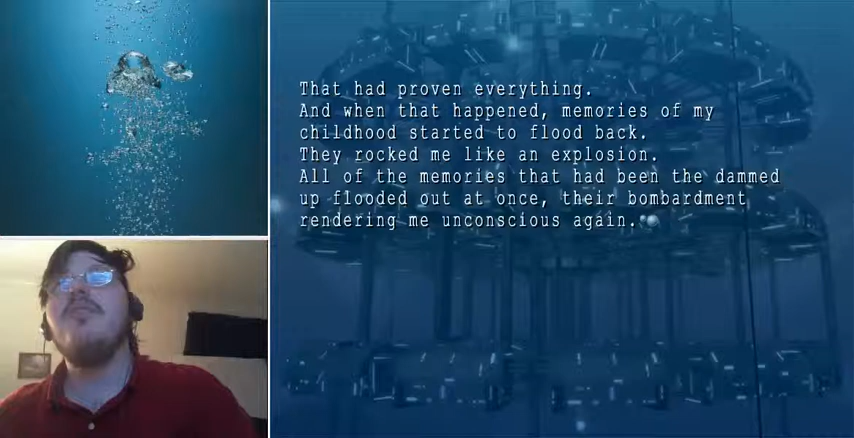 That had proven everything.
And when that happened, memories of my
childhood started to flood back.
They rocked me like an explosion.
All of the memories that had been the dammed
up flooded out at once, their bombardment
rendering me unconscious again.